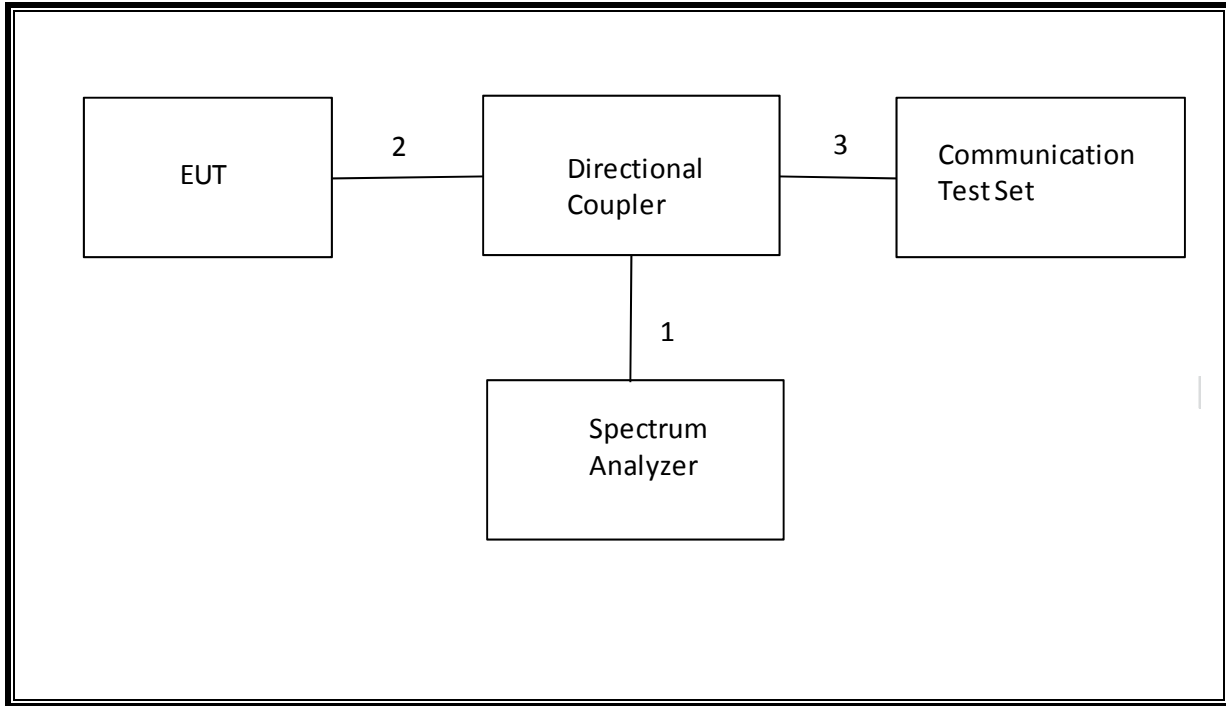 EUT
2
Directional
Coupler
3
Communication
Test Set
1
Spectrum
Analyzer